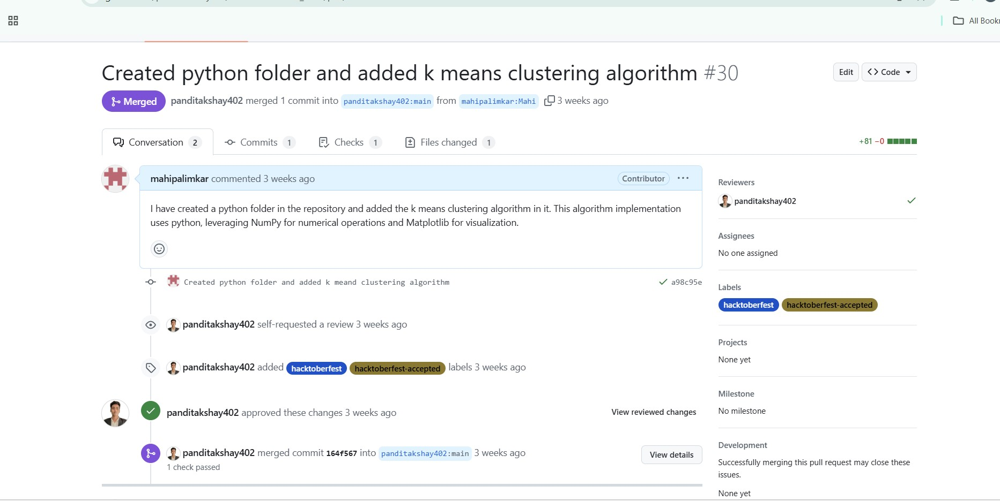 All Bookr
Created python folder and added k means clustering algorithm #30
Edit
Code
Merged
panditakshay402 merged 1 commit into panditakshay402:main from mahipalimkar:Mahi 3 weeks ago
Conversation 2
Commits 1
Checks 1
Files changed 1
+81 −0
mahipalimkar commented 3 weeks ago
Contributor
I have created a python folder in the repository and added the k means clustering algorithm in it. This algorithm implementation
uses python, leveraging NumPy for numerical operations and Matplotlib for visualization.
Created python folder and added k meand clustering algorithm
a98c95e
panditakshay402 self-requested a review 3 weeks ago
panditakshay402 added hacktoberfest hacktoberfest-accepted labels 3 weeks ago
panditakshay402 approved these changes 3 weeks ago
View reviewed changes
panditakshay402 merged commit 164f567 into panditakshay402:main 3 weeks ago
1 check passed
View details
Reviewers
panditakshay402
Assignees
No one assigned
Labels
hacktoberfest hacktoberfest-accepted
Projects
None yet
Milestone
No milestone
Development
Successfully merging this pull request may close these
issues.
None yet